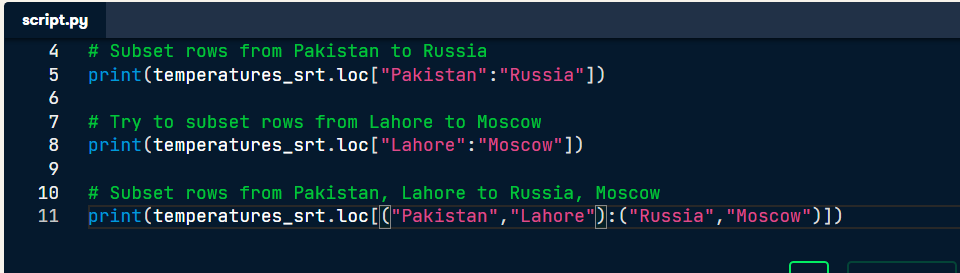 script.py
4 # Subset rows from Pakistan to Russia
5 print(temperatures_srt.loc["Pakistan":"Russia"])
6
7 # Try to subset rows from Lahore to Moscow
8 print(temperatures_srt.loc["Lahore":"Moscow"])
9
10 # Subset rows from Pakistan, Lahore to Russia, Moscow
11 print(temperatures_srt.loc[("Pakistan","Lahore"):("Russia","Moscow")])